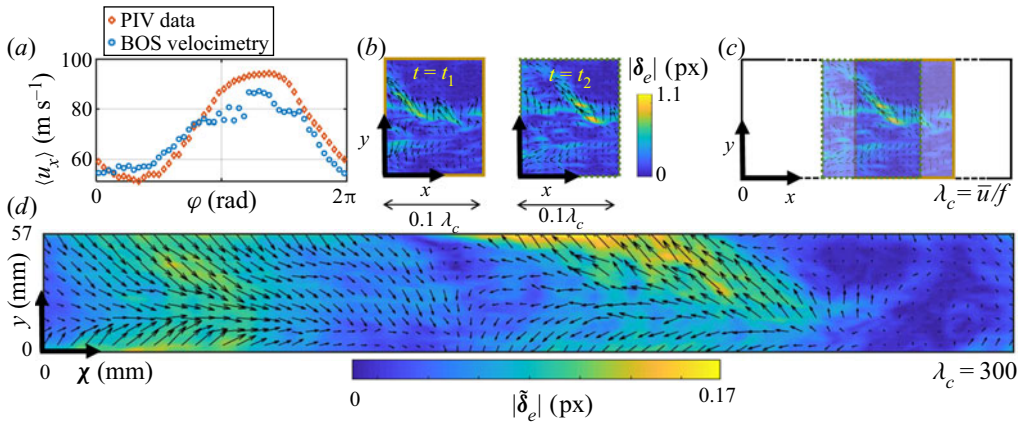 PIV data
BOS velocimetry
(a)
100
80
60
⟨u_x⟩ (m s⁻¹)
0
φ (rad)
2π
(b)
t = t₁
t = t₂
|δ_e| (px)
1.1
0
y
x
x
0.1 λ_c
0.1λ_c
(c)
y
0
x
λ_c = u̅/f
(d)
57
y (mm)
0
0
χ (mm)
λ_c = 300
0
0.17
|δ̃_e| (px)